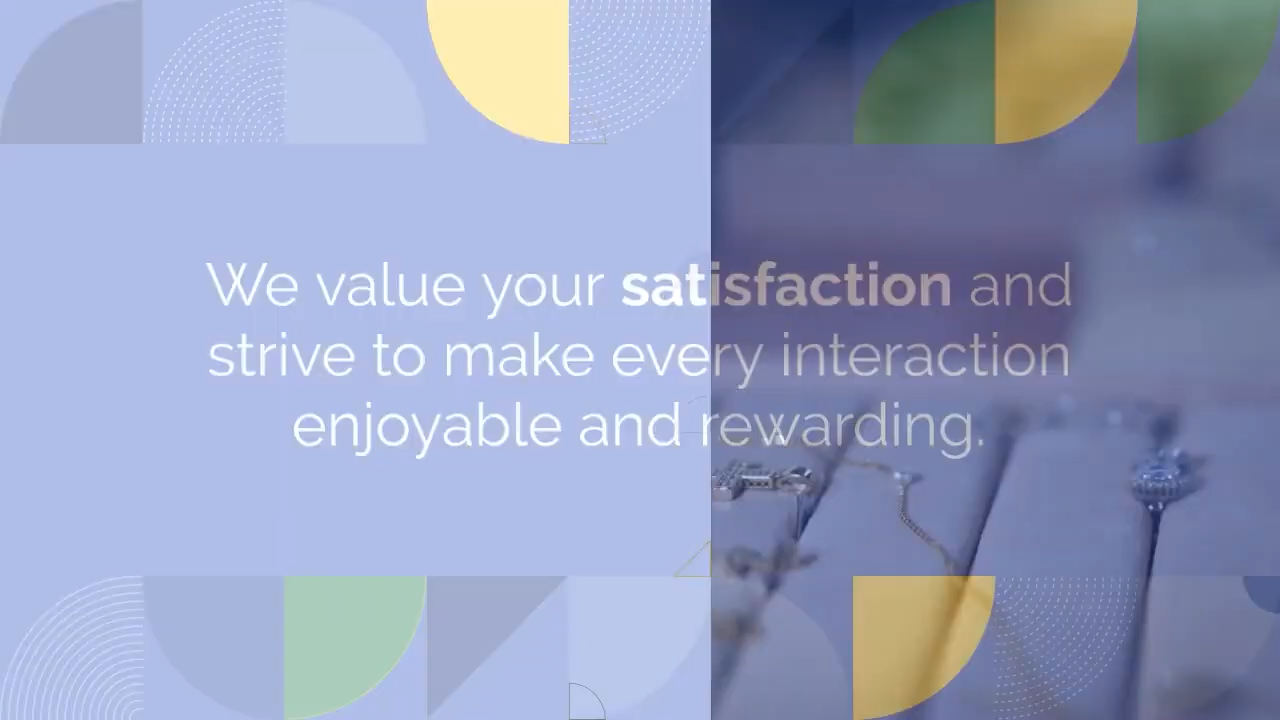 We value your satisfaction and
strive to make every interaction
enjoyable and rewarding.